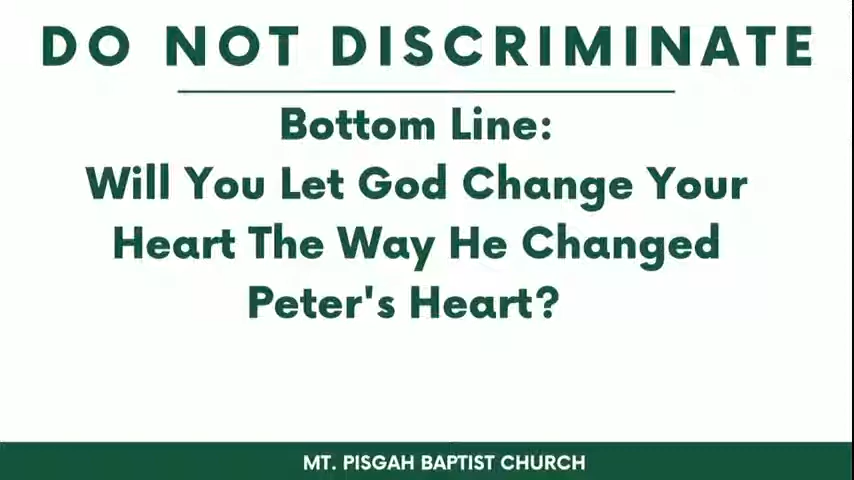 DO NOT DISCRIMINATE
Bottom Line:
Will You Let God Change Your
Heart The Way He Changed
Peter's Heart?
MT. PISGAH BAPTIST CHURCH